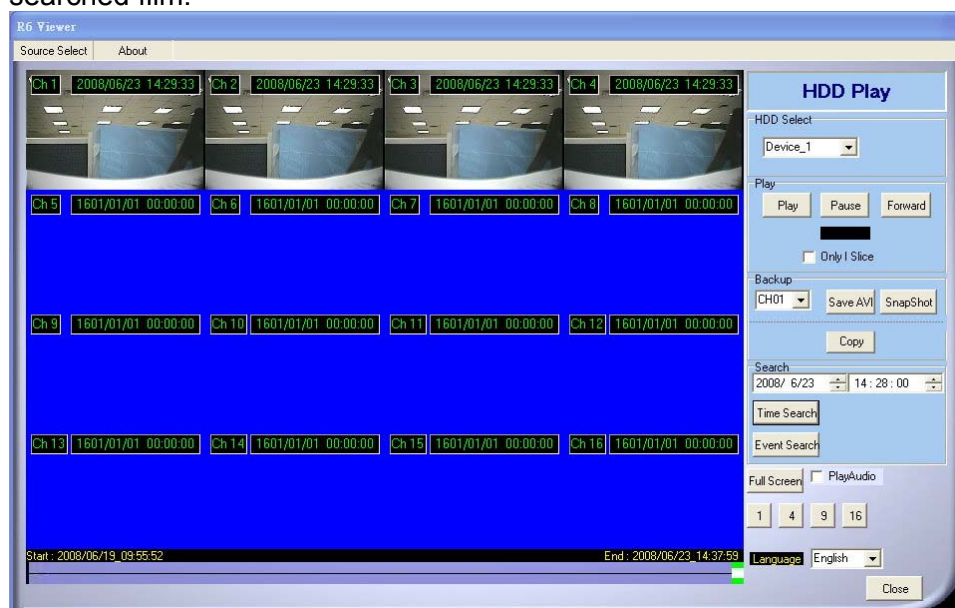 searched film.
R6 Viewer
Source Select About
Ch 1 2008/06/23 14:29:33 Ch 2 2008/06/23 14:29:33 Ch 3 2008/06/23 14:29:33 Ch 4 2008/06/23 14:29:33
Ch 5 1601/01/01 00:00:00 Ch 6 1601/01/01 00:00:00 Ch 7 1601/01/01 00:00:00 Ch 8 1601/01/01 00:00:00
Ch 9 1601/01/01 00:00:00 Ch 10 1601/01/01 00:00:00 Ch 11 1601/01/01 00:00:00 Ch 12 1601/01/01 00:00:00
Ch 13 1601/01/01 00:00:00 Ch 14 1601/01/01 00:00:00 Ch 15 1601/01/01 00:00:00 Ch 16 1601/01/01 00:00:00
Start : 2008/06/19_09:55:52 End : 2008/06/23_14:37:59
HDD Play
HDD Select
Device_1
Play
Play Pause Forward
Only I Slice
Backup
CH01 Save AVI SnapShot
Copy
Search
2008/ 6/23 14 : 28 : 00
Time Search
Event Search
Full Screen PlayAudio
1 4 9 16
Language English
Close